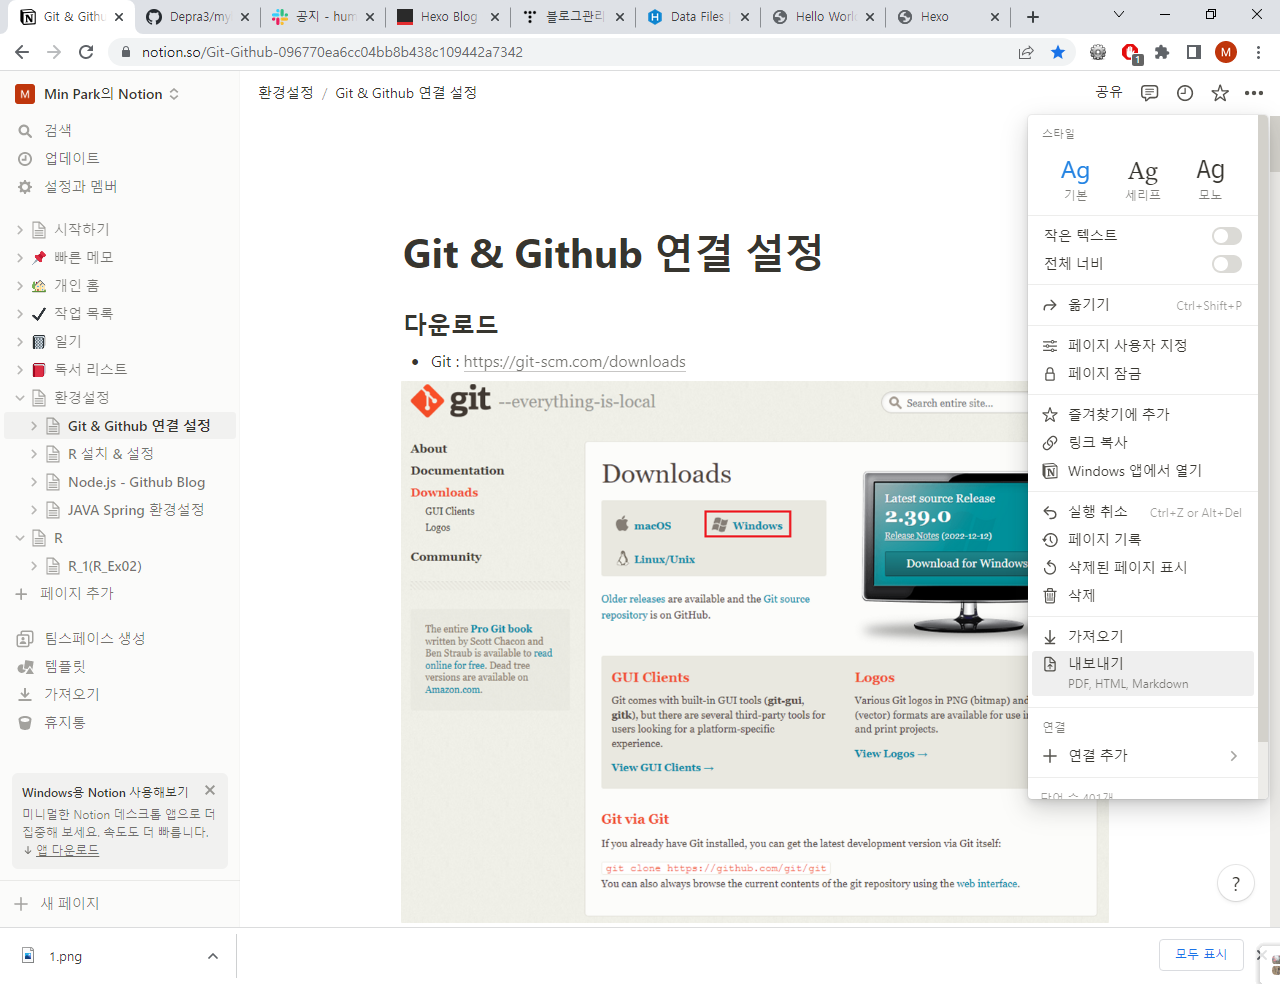 Git & Gith
Depra3/my
공지 - hum
Hexo Blog
블로그관리
Data Files
Hello Worl
Hexo
notion.so/Git-Github-096770ea6cc04bb8b438c109442a7342
1
M
M Min Park의 Notion
환경설정 / Git & Github 연결 설정
공유
검색
업데이트
설정과 멤버
시작하기
빠른 메모
개인 홈
작업 목록
일기
독서 리스트
환경설정
Git & Github 연결 설정
R 설치 & 설정
Node.js - Github Blog
JAVA Spring 환경설정
R
R_1(R_Ex02)
페이지 추가
팀스페이스 생성
템플릿
가져오기
휴지통
Windows용 Notion 사용해보기
미니멀한 Notion 데스크톱 앱으로 더
집중해 보세요. 속도도 더 빠릅니다.
↓ 앱 다운로드
새 페이지
Git & Github 연결 설정
다운로드
Git : https://git-scm.com/downloads
git --everything-is-local
Search entire site...
About
Documentation
Downloads
GUI Clients
Logos
Community
The entire Pro Git book
written by Scott Chacon and
Ben Straub is available to read
online for free. Dead tree
versions are available on
Amazon.com.
Downloads
macOS
Windows
Linux/Unix
Older releases are available and the Git source
repository is on GitHub.
Latest source Release
2.39.0
Release Notes (2022-12-12)
Download for Windows
GUI Clients
Git comes with built-in GUI tools (git-gui,
gitk), but there are several third-party tools for
users looking for a platform-specific
experience.
View GUI Clients →
Logos
Various Git logos in PNG (bitmap) and
(vector) formats are available for use in
and print projects.
View Logos →
Git via Git
If you already have Git installed, you can get the latest development version via Git itself:
git clone https://github.com/git/git
You can also always browse the current contents of the git repository using the web interface.
스타일
Ag Ag Ag
기본 세리프 모노
작은 텍스트
전체 너비
옮기기 Ctrl+Shift+P
페이지 사용자 지정
페이지 잠금
즐겨찾기에 추가
링크 복사
Windows 앱에서 열기
실행 취소 Ctrl+Z or Alt+Del
페이지 기록
삭제된 페이지 표시
삭제
가져오기
내보내기
PDF, HTML, Markdown
연결
연결 추가
단어 수 401개
?
1.png
모두 표시